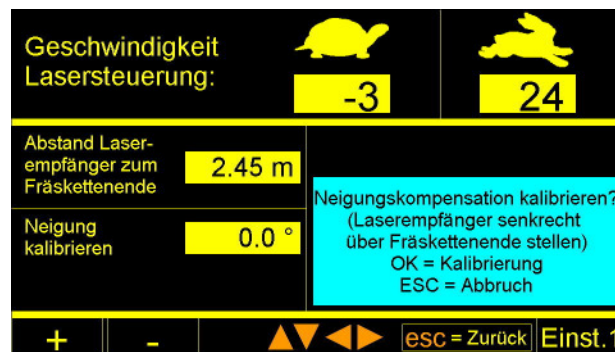 Geschwindigkeit
Lasersteuerung:
-3
24
Abstand Laser-
empfänger zum
Fräskettenende
2.45 m
Neigung
kalibrieren
0.0 °
Neigungskompensation kalibrieren?
(Laserempfänger senkrecht
über Fräskettenende stellen)
OK = Kalibrierung
ESC = Abbruch
+
-
esc = Zurück
Einst.1